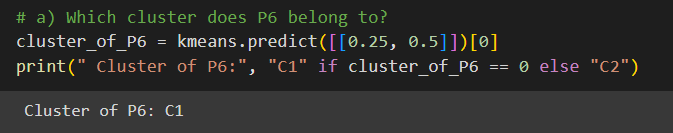 # a) Which cluster does P6 belong to?
cluster_of_P6 = kmeans.predict([[0.25, 0.5]])[0]
print(" Cluster of P6:", "C1" if cluster_of_P6 == 0 else "C2")
Cluster of P6: C1